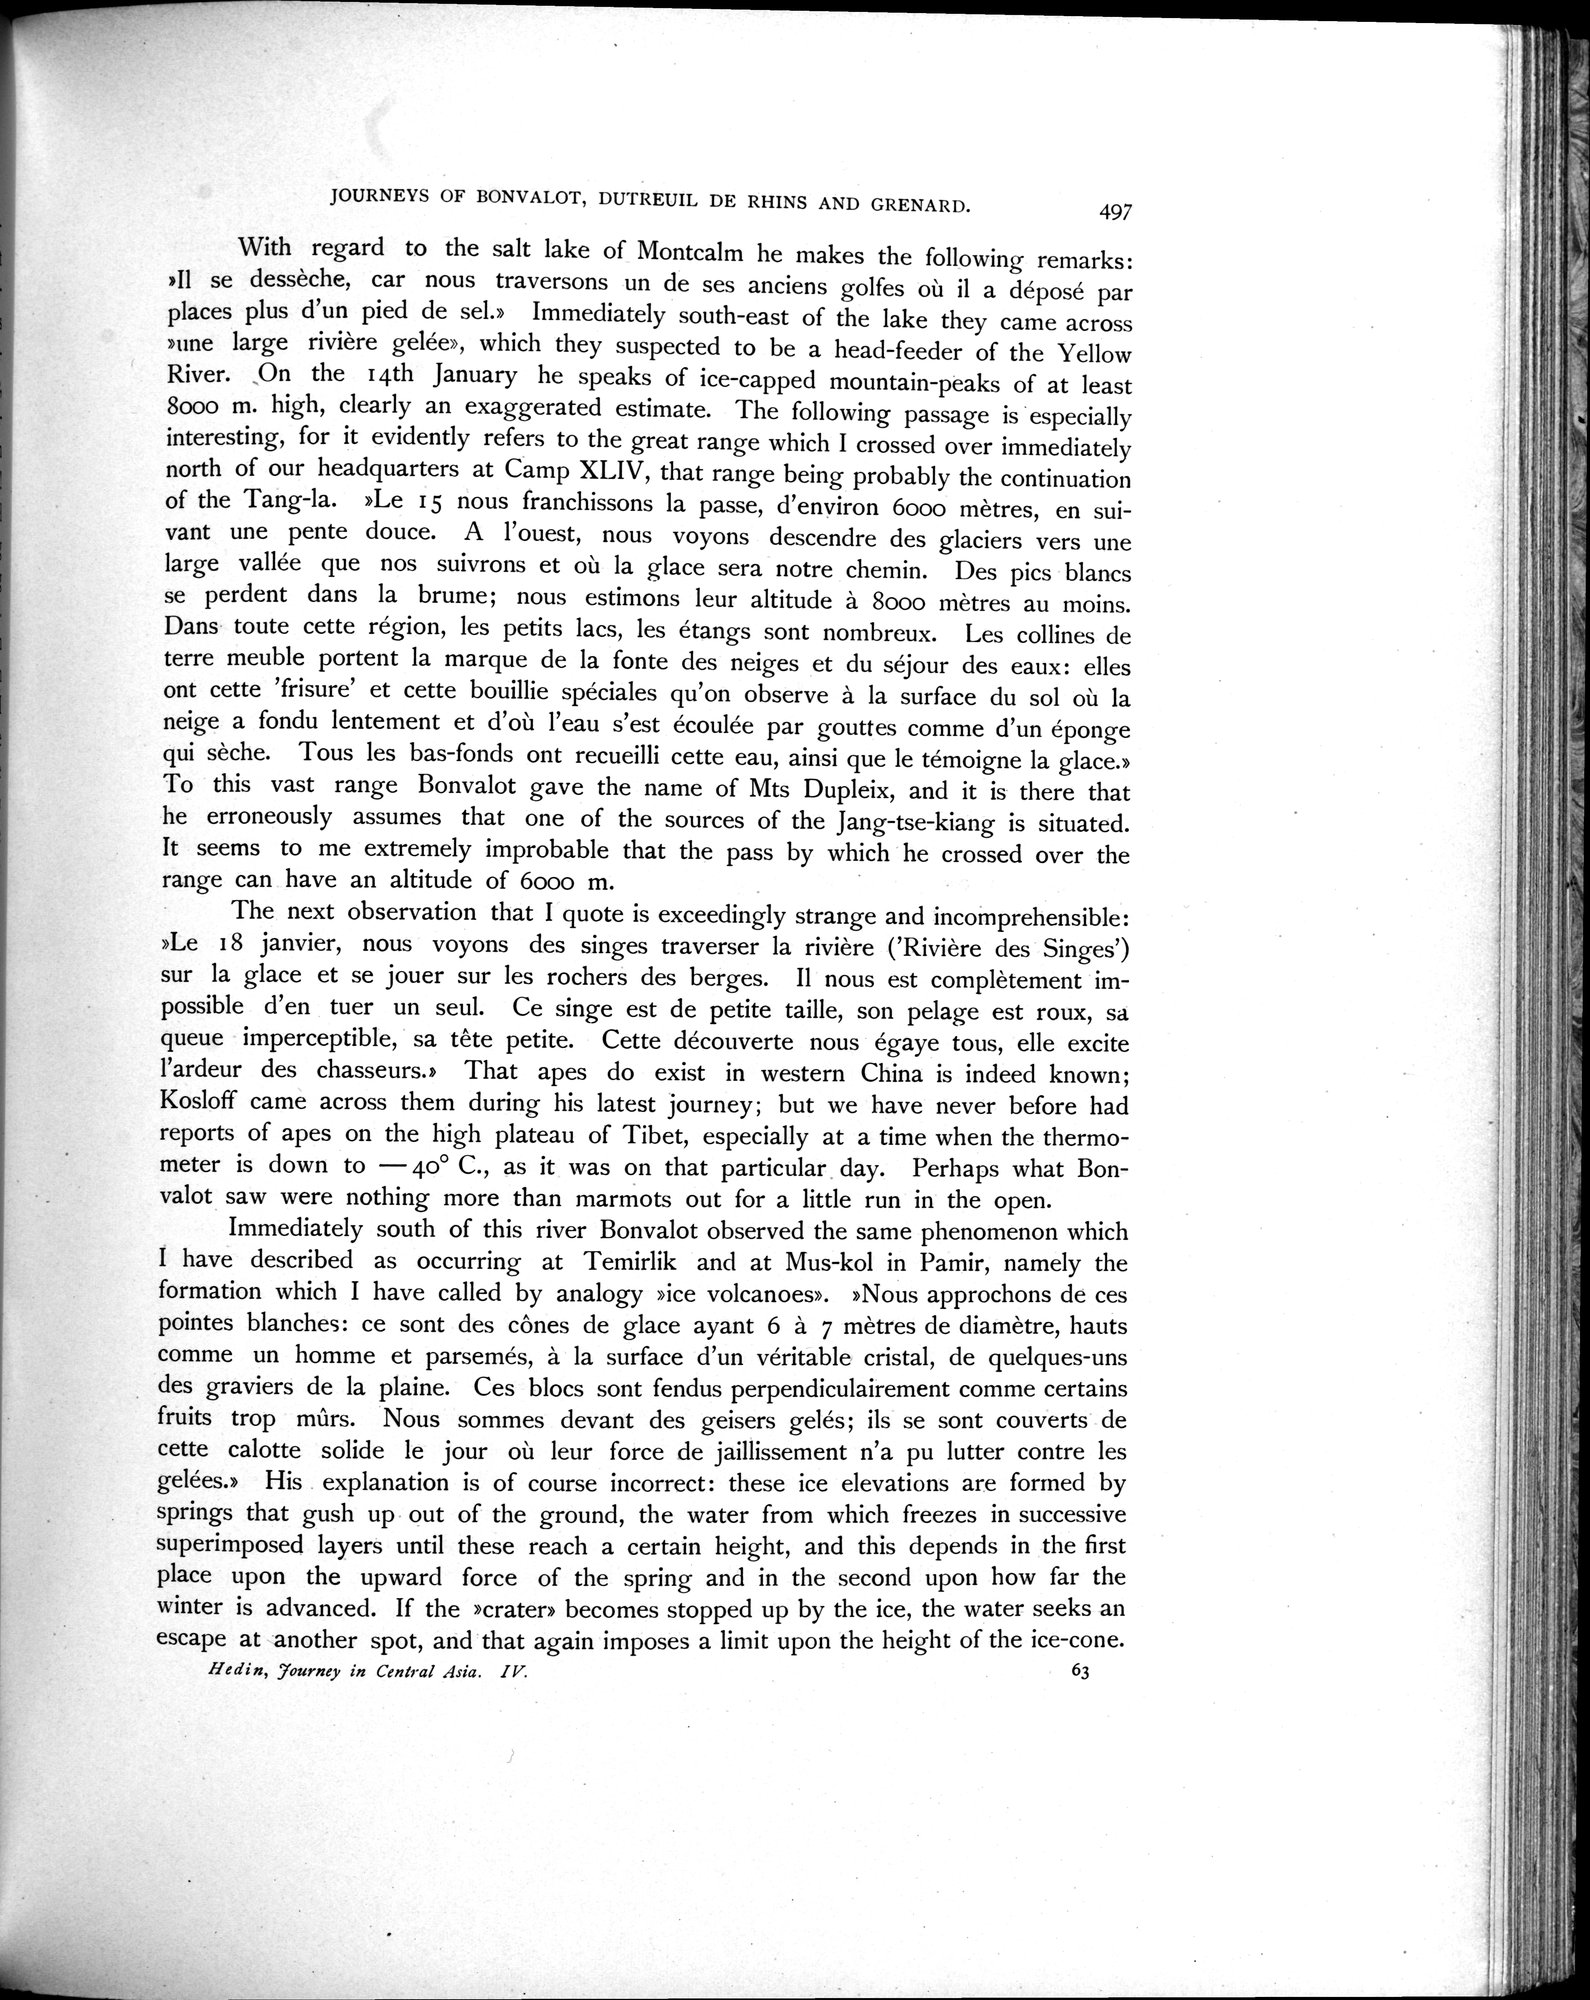 JOURNEYS OF BONVALOT, DUTREUIL DE RHINS AND GRENARD. 497
With regard to the salt lake of Montcalm he makes the following remarks:
»Il se dessèche, car nous traversons un de ses anciens golfes où il a déposé par
places plus d'un pied de sel.» Immediately south-east of the lake they came across
»une large rivière gelée», which they suspected to be a head-feeder of the Yellow
River. On the 14th January he speaks of ice-capped mountain-peaks of at least
8000 m. high, clearly an exaggerated estimate. The following passage is especially
interesting, for it evidently refers to the great range which I crossed over immediately
north of our headquarters at Camp XLIV, that range being probably the continuation
of the Tang-la. »Le 15 nous franchissons la passe, d'environ 6000 mètres, en sui-
vant une pente douce. A l'ouest, nous voyons descendre des glaciers vers une
large vallée que nos suivrons et où la glace sera notre chemin. Des pics blancs
se perdent dans la brume; nous estimons leur altitude à 8000 mètres au moins.
Dans toute cette région, les petits lacs, les étangs sont nombreux. Les collines de
terre meuble portent la marque de la fonte des neiges et du séjour des eaux: elles
ont cette 'frisure' et cette bouillie spéciales qu'on observe à la surface du sol où la
neige a fondu lentement et d'où l'eau s'est écoulée par gouttes comme d'un éponge
qui sèche. Tous les bas-fonds ont recueilli cette eau, ainsi que le témoigne la glace.»
To this vast range Bonvalot gave the name of Mts Dupleix, and it is there that
he erroneously assumes that one of the sources of the Jang-tse-kiang is situated.
It seems to me extremely improbable that the pass by which he crossed over the
range can have an altitude of 6000 m.
The next observation that I quote is exceedingly strange and incomprehensible:
»Le 18 janvier, nous voyons des singes traverser la rivière ('Rivière des Singes')
sur la glace et se jouer sur les rochers des berges. Il nous est complètement im-
possible d'en tuer un seul. Ce singe est de petite taille, son pelage est roux, sa
queue imperceptible, sa tête petite. Cette découverte nous égaye tous, elle excite
l'ardeur des chasseurs.» That apes do exist in western China is indeed known;
Kosloff came across them during his latest journey; but we have never before had
reports of apes on the high plateau of Tibet, especially at a time when the thermo-
meter is down to — 40° C., as it was on that particular day. Perhaps what Bon-
valot saw were nothing more than marmots out for a little run in the open.
Immediately south of this river Bonvalot observed the same phenomenon which
I have described as occurring at Temirlik and at Mus-kol in Pamir, namely the
formation which I have called by analogy »ice volcanoes». »Nous approchons de ces
pointes blanches: ce sont des cônes de glace ayant 6 à 7 mètres de diamètre, hauts
comme un homme et parsemés, à la surface d'un véritable cristal, de quelques-uns
des graviers de la plaine. Ces blocs sont fendus perpendiculairement comme certains
fruits trop mûrs. Nous sommes devant des geisers gelés; ils se sont couverts de
cette calotte solide le jour où leur force de jaillissement n'a pu lutter contre les
gelées.» His explanation is of course incorrect: these ice elevations are formed by
springs that gush up out of the ground, the water from which freezes in successive
superimposed layers until these reach a certain height, and this depends in the first
place upon the upward force of the spring and in the second upon how far the
winter is advanced. If the »crater» becomes stopped up by the ice, the water seeks an
escape at another spot, and that again imposes a limit upon the height of the ice-cone.
Hedin, Journey in Central Asia. IV. 63